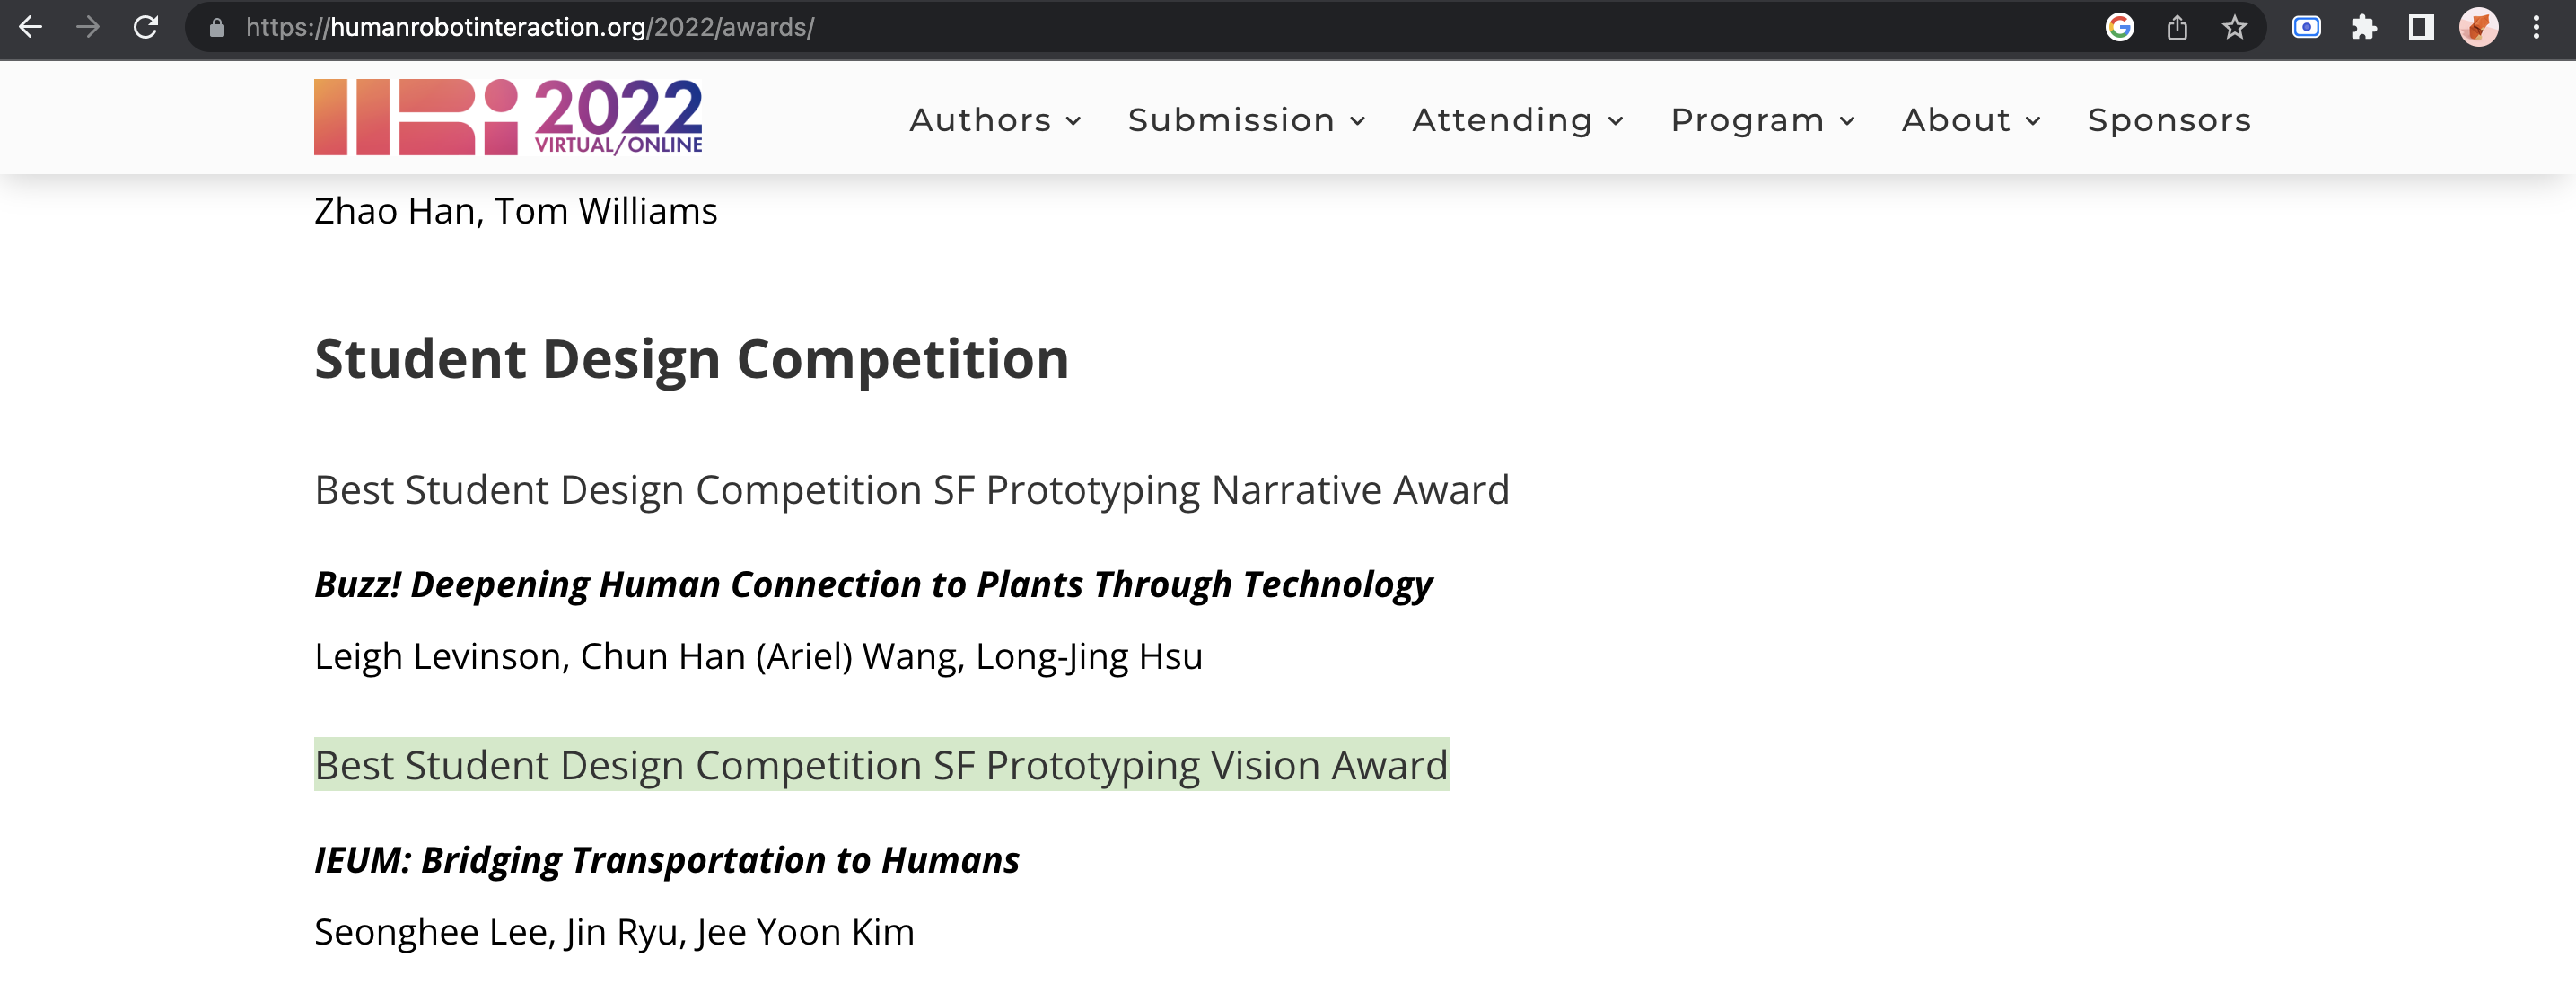 https://humanrobotinteraction.org/2022/awards/
HRi 2022
VIRTUAL/ONLINE
Authors Submission Attending Program About Sponsors
Zhao Han, Tom Williams
Student Design Competition
Best Student Design Competition SF Prototyping Narrative Award
Buzz! Deepening Human Connection to Plants Through Technology
Leigh Levinson, Chun Han (Ariel) Wang, Long-Jing Hsu
Best Student Design Competition SF Prototyping Vision Award
IEUM: Bridging Transportation to Humans
Seonghee Lee, Jin Ryu, Jee Yoon Kim